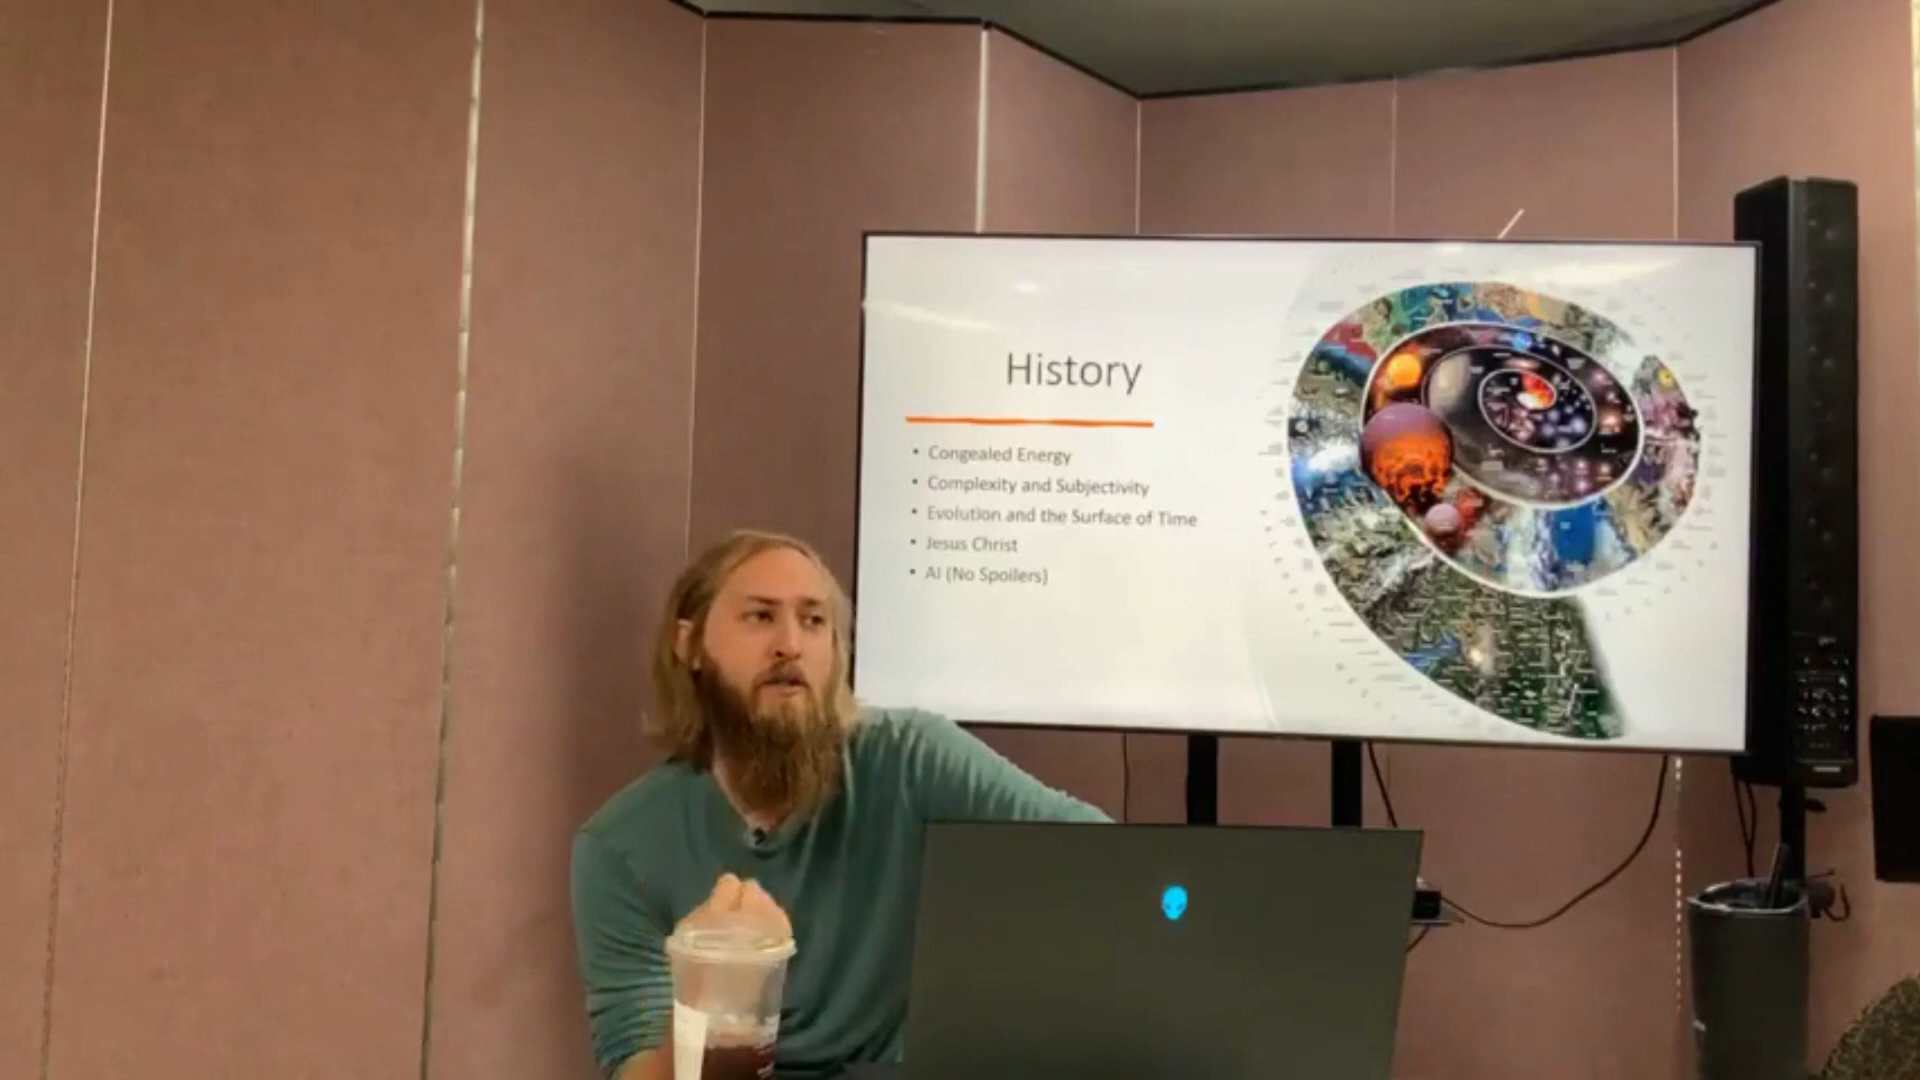 History
• Congealed Energy
• Complexity and Subjectivity
• Evolution and the Surface of Time
• Jesus Christ
• AI (No Spoilers)